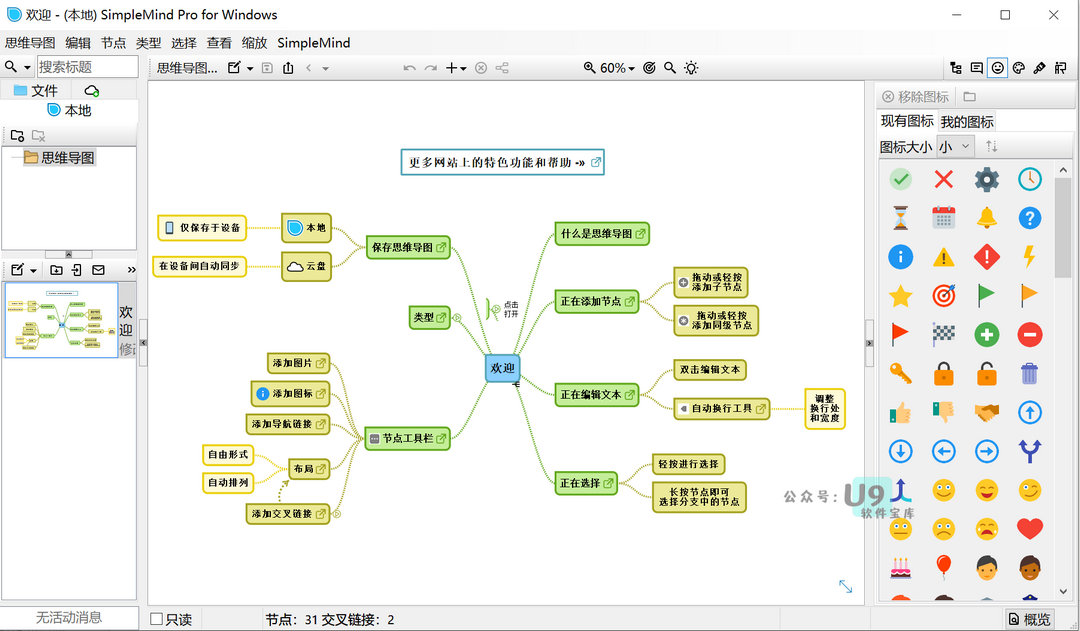 欢迎 - (本地) SimpleMind Pro for Windows
思维导图 编辑 节点 类型 选择 查看 缩放 SimpleMind
搜索标题
思维导图...
60%
文件
本地
思维导图
欢迎
修改
移除图标
现有图标 我的图标
图标大小 小
更多网站上的特色功能和帮助 -»
仅保存于设备
本地
在设备间自动同步
云盘
保存思维导图
类型
点击
打开
什么是思维导图
正在添加节点
拖动或轻按
添加子节点
拖动或轻按
添加同级节点
欢迎
添加图片
添加图标
添加导航链接
自由形式
自动排列
布局
添加交叉链接
节点工具栏
正在编辑文本
双击编辑文本
自动换行工具
调整
换行处
和宽度
正在选择
轻按进行选择
长按节点即可
选择分支中的节点
公众号: U9
软件宝库
无活动消息
只读
节点: 31 交叉链接: 2
概览